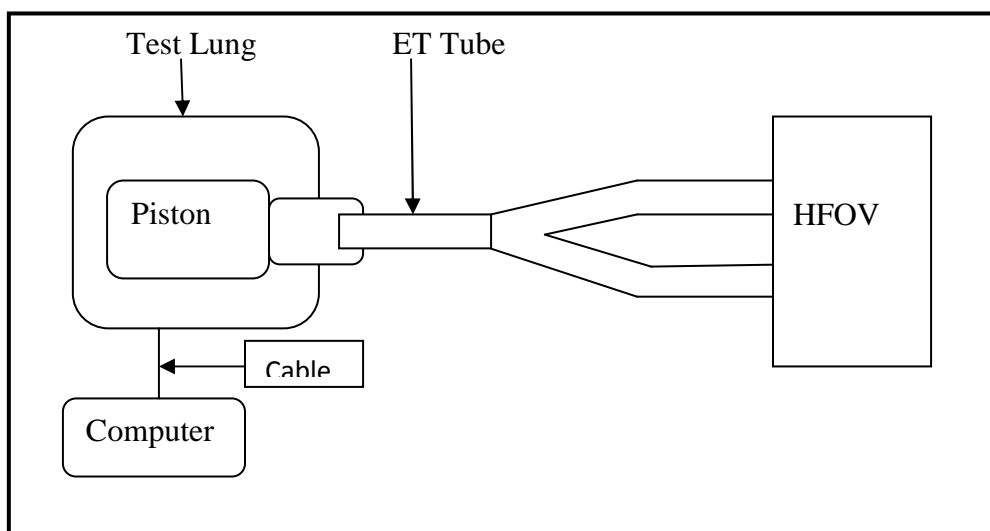 Test Lung
ET Tube
Piston
HFOV
Cable
Computer